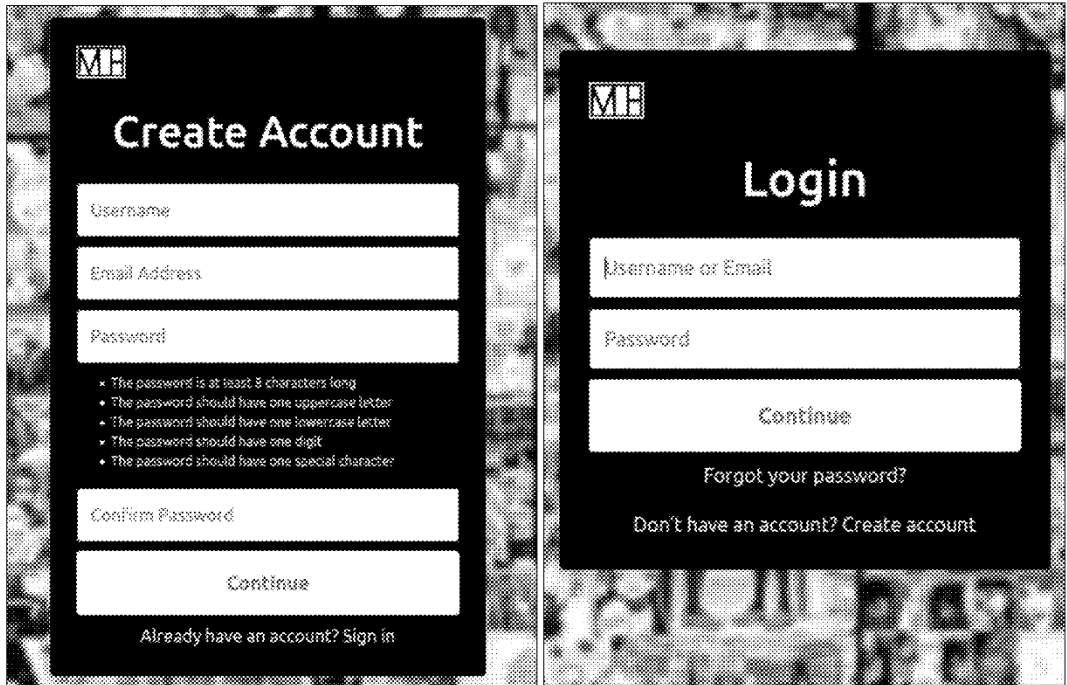 MH
Create Account
Username
Email Address
Password
The password is at least 8 characters long
The password should have one uppercase letter
The password should have one lowercase letter
The password should have one digit
The password should have one special character
Confirm Password
Continue
Already have an account? Sign in
MH
Login
Username or Email
Password
Continue
Forgot your password?
Don't have an account? Create account